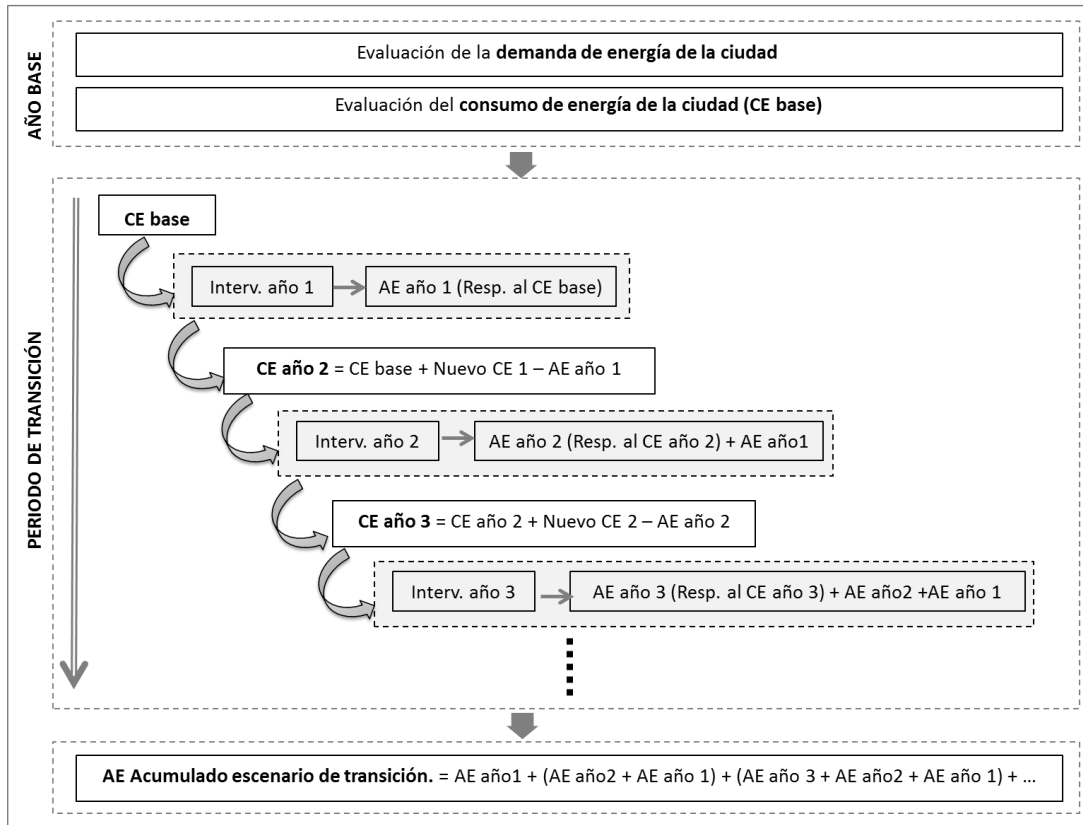 AÑO BASE
Evaluación de la demanda de energía de la ciudad
Evaluación del consumo de energía de la ciudad (CE base)
PERIODO DE TRANSICIÓN
CE base
Interv. año 1
AE año 1 (Resp. al CE base)
CE año 2 = CE base + Nuevo CE 1 – AE año 1
Interv. año 2
AE año 2 (Resp. al CE año 2) + AE año1
CE año 3 = CE año 2 + Nuevo CE 2 – AE año 2
Interv. año 3
AE año 3 (Resp. al CE año 3) + AE año2 +AE año 1
AE Acumulado escenario de transición. = AE año1 + (AE año2 + AE año 1) + (AE año 3 + AE año2 + AE año 1) + ...